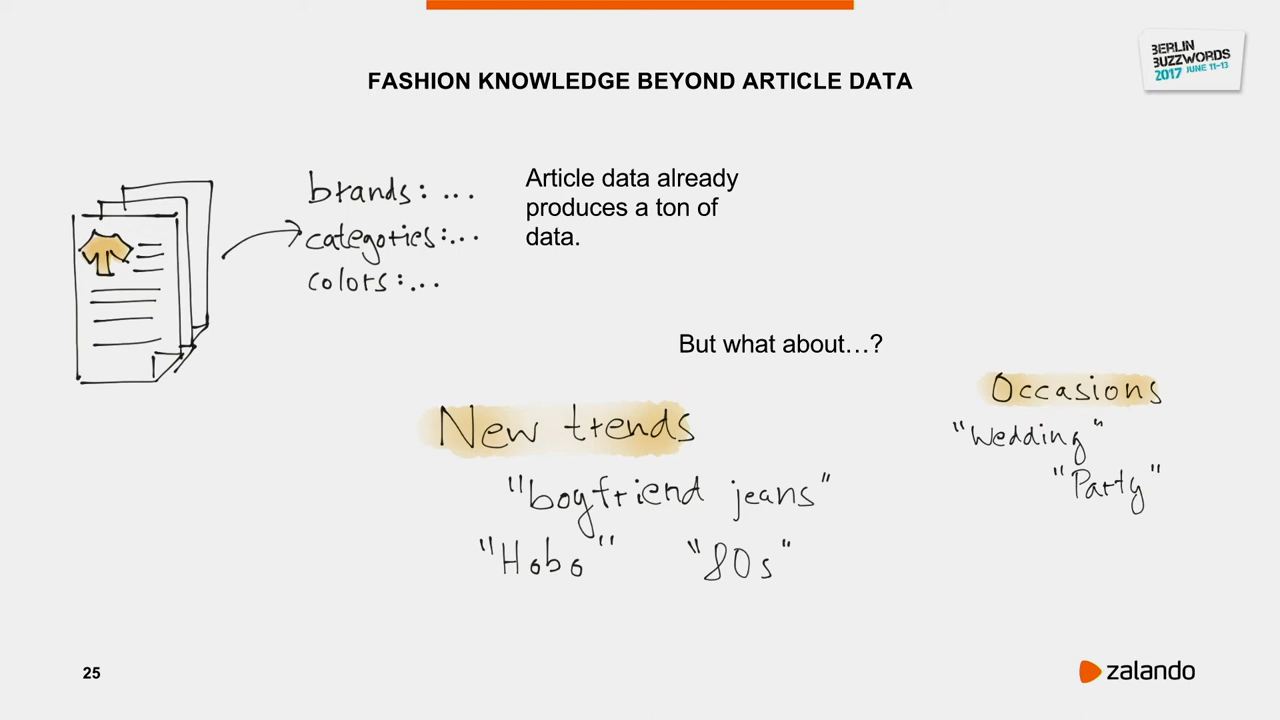 BERLIN
BUZZWORDS
2017 JUNE 11-13
FASHION KNOWLEDGE BEYOND ARTICLE DATA
brands: ...
categories:...
colors:...
Article data already
produces a ton of
data.
But what about…?
New trends
"boyfriend jeans"
"Hobo" "80s"
Occasions
"Wedding"
"Party"
25
zalando